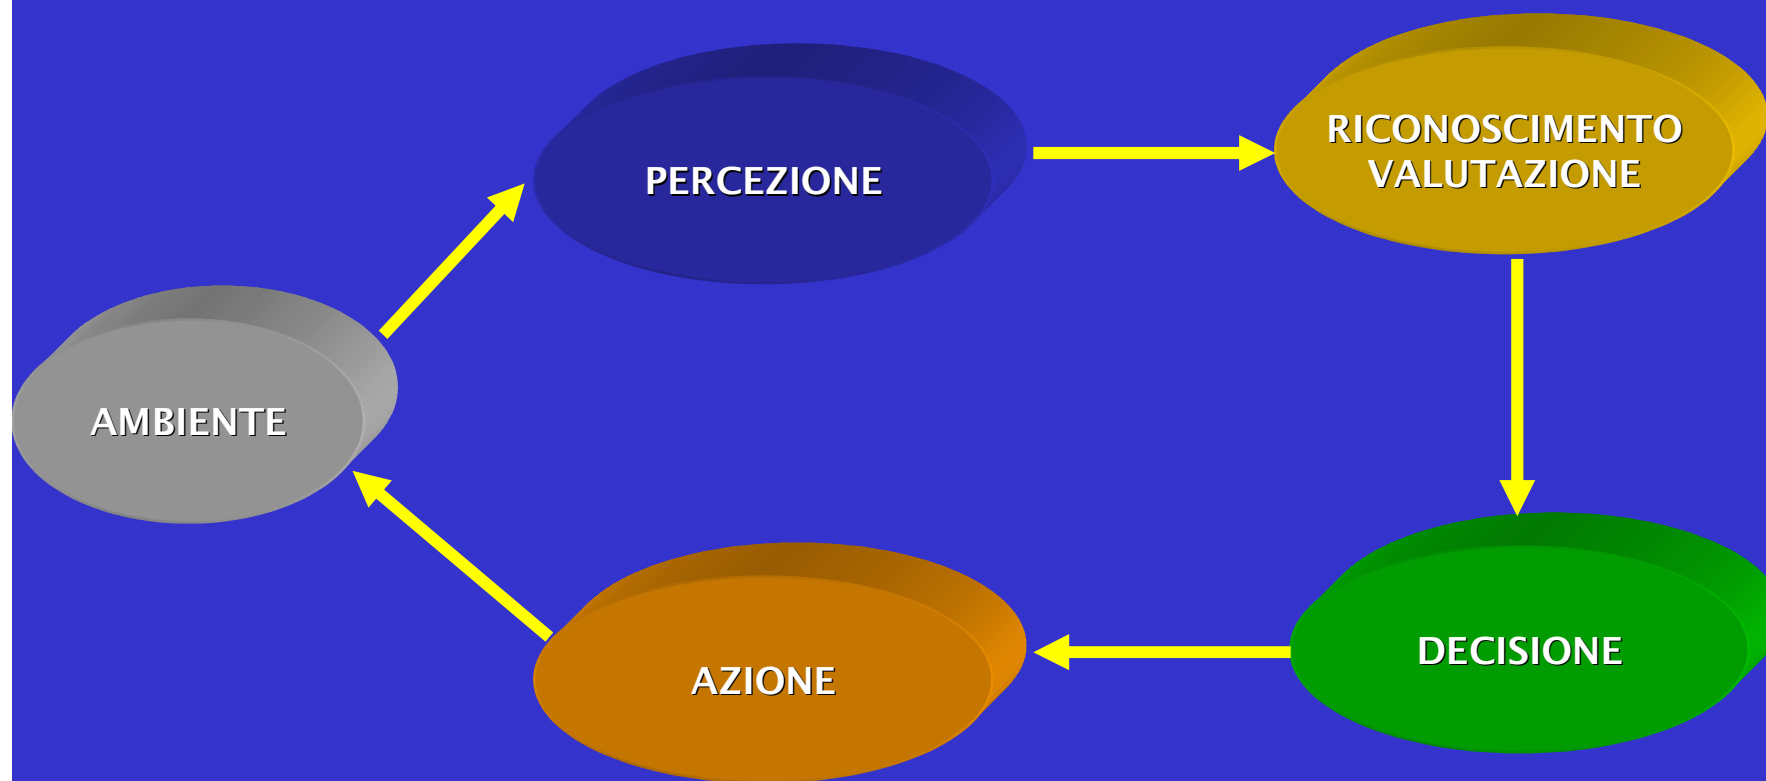 PERCEZIONE
RICONOSCIMENTO
VALUTAZIONE
AMBIENTE
AZIONE
DECISIONE